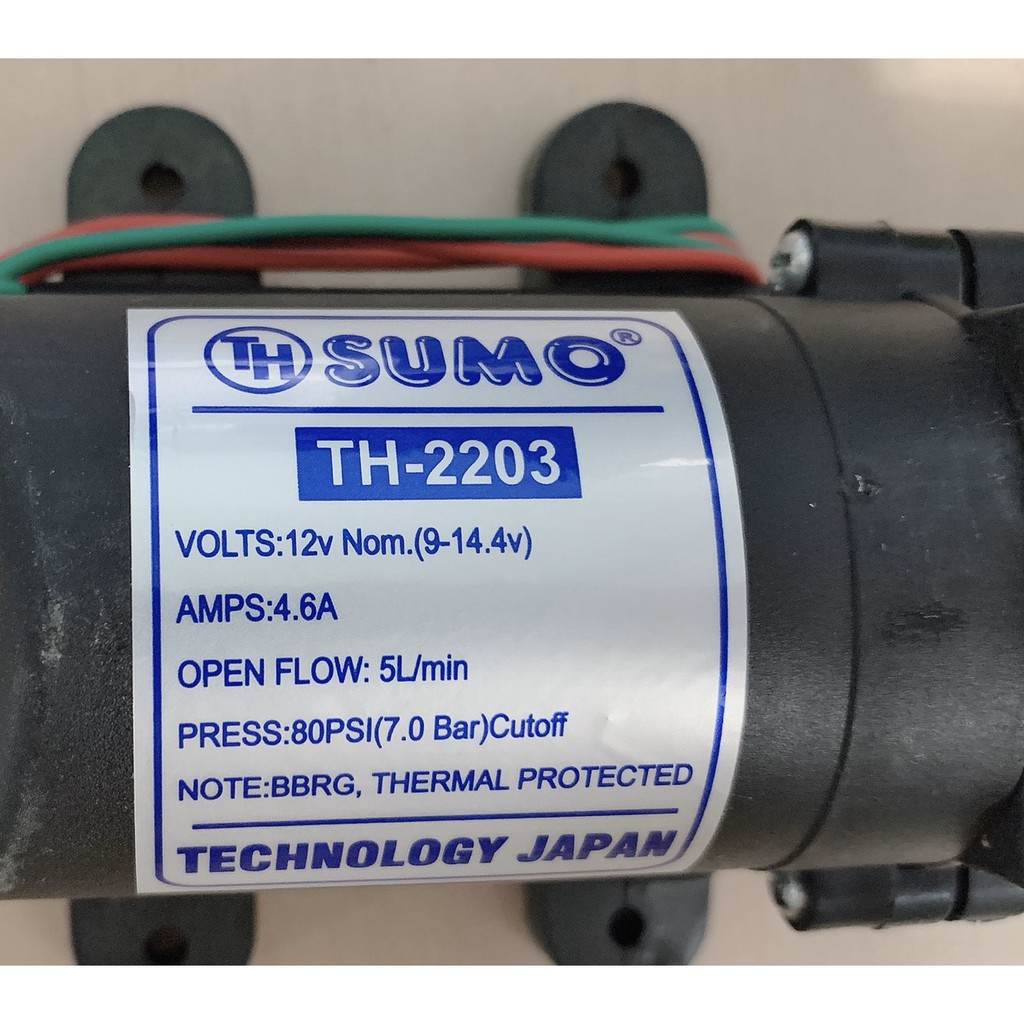 TH SUMO®
TH-2203
VOLTS:12v Nom.(9-14.4v)
AMPS:4.6A
OPEN FLOW: 5L/min
PRESS:80PSI(7.0 Bar)Cutoff
NOTE:BBRG, THERMAL PROTECTED
TECHNOLOGY JAPAN